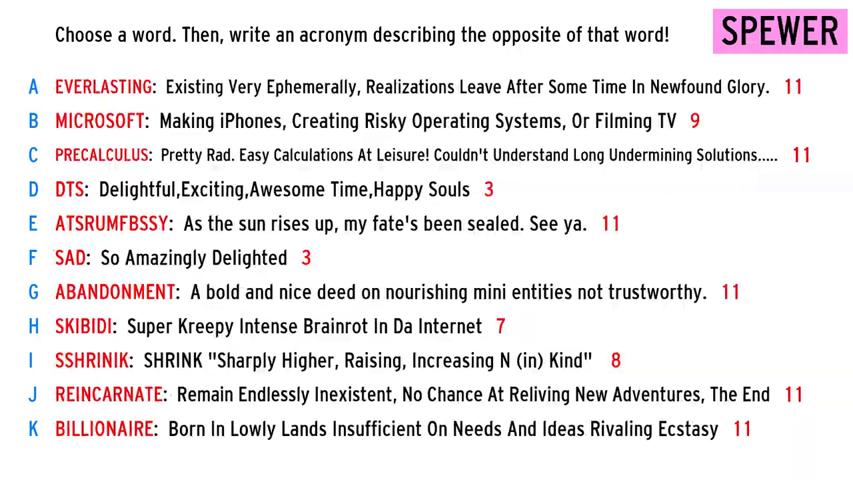 Choose a word. Then, write an acronym describing the opposite of that word! SPEWER
A EVERLASTING: Existing Very Ephemerally, Realizations Leave After Some Time In Newfound Glory. 11
B MICROSOFT: Making iPhones, Creating Risky Operating Systems, Or Filming TV 9
C PRECALCULUS: Pretty Rad. Easy Calculations At Leisure! Couldn't Understand Long Undermining Solutions..... 11
D DTS: Delightful,Exciting,Awesome Time,Happy Souls 3
E ATSRUMFBSSY: As the sun rises up, my fate's been sealed. See ya. 11
F SAD: So Amazingly Delighted 3
G ABANDONMENT: A bold and nice deed on nourishing mini entities not trustworthy. 11
H SKIBIDI: Super Kreepy Intense Brainrot In Da Internet 7
I SSHRINIK: SHRINK "Sharply Higher, Raising, Increasing N (in) Kind" 8
J REINCARNATE: Remain Endlessly Inexistent, No Chance At Reliving New Adventures, The End 11
K BILLIONAIRE: Born In Lowly Lands Insufficient On Needs And Ideas Rivaling Ecstasy 11